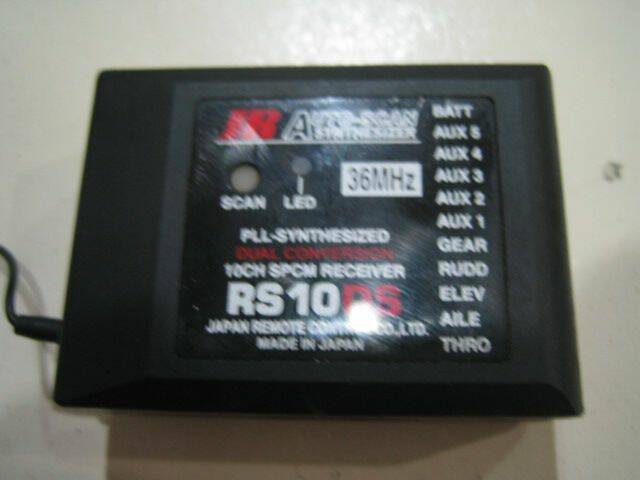 JR AUTO-SCAN
SYNTHESIZER
36MHz
SCAN LED
PLL-SYNTHESIZED
DUAL CONVERSION
10CH SPCM RECEIVER
RS10DS
JAPAN REMOTE CONTROL CO.,LTD.
MADE IN JAPAN
BATT
AUX 5
AUX 4
AUX 3
AUX 2
AUX 1
GEAR
RUDD
ELEV
AILE
THRO